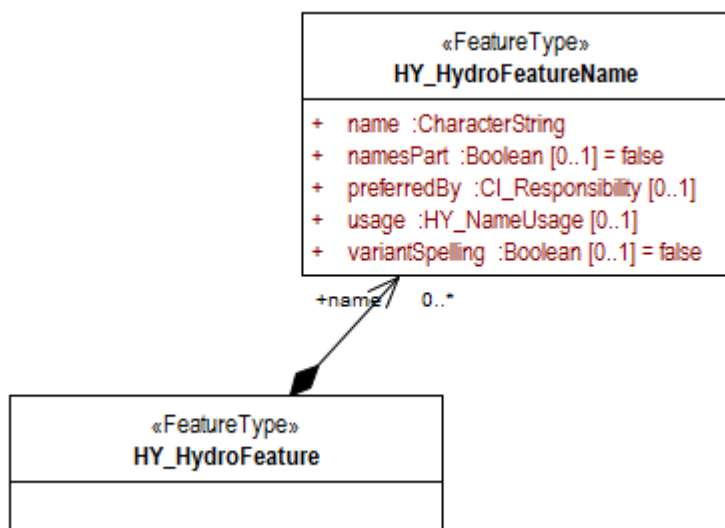 «FeatureType»
HY_HydroFeatureName
+ name :CharacterString
+ namesPart :Boolean [0..1] = false
+ preferredBy :CI_Responsibility [0..1]
+ usage :HY_NameUsage [0..1]
+ variantSpelling :Boolean [0..1] = false
+name 0..*
«FeatureType»
HY_HydroFeature